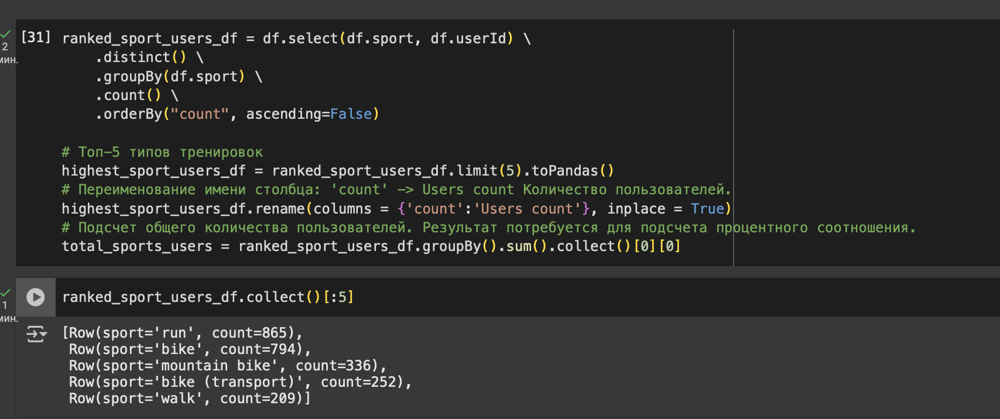 [31] ranked_sport_users_df = df.select(df.sport, df.userId) \
2
мин.
.distinct() \
.groupBy(df.sport) \
.count() \
.orderBy("count", ascending=False)
# Топ-5 типов тренировок
highest_sport_users_df = ranked_sport_users_df.limit(5).toPandas()
# Переименование имени столбца: 'count' -> Users count Количество пользователей.
highest_sport_users_df.rename(columns = {'count':'Users count'}, inplace = True)
# Подсчет общего количества пользователей. Результат потребуется для подсчета процентного соотношения.
total_sports_users = ranked_sport_users_df.groupBy().sum().collect()[0][0]
1
мин.
ranked_sport_users_df.collect()[:5]
[Row(sport='run', count=865),
Row(sport='bike', count=794),
Row(sport='mountain bike', count=336),
Row(sport='bike (transport)', count=252),
Row(sport='walk', count=209)]